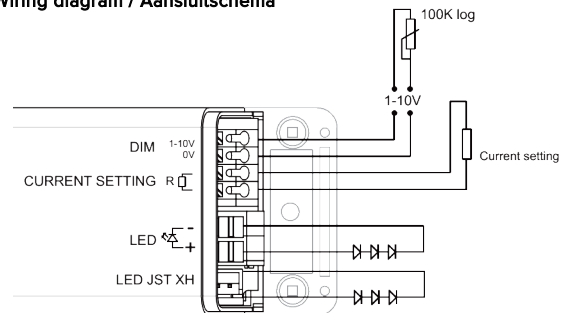 Wiring diagram / Aansluitschema
100K log
1-10V
DIM 1-10V
0V
CURRENT SETTING R
Current setting
LED - +
LED JST XH